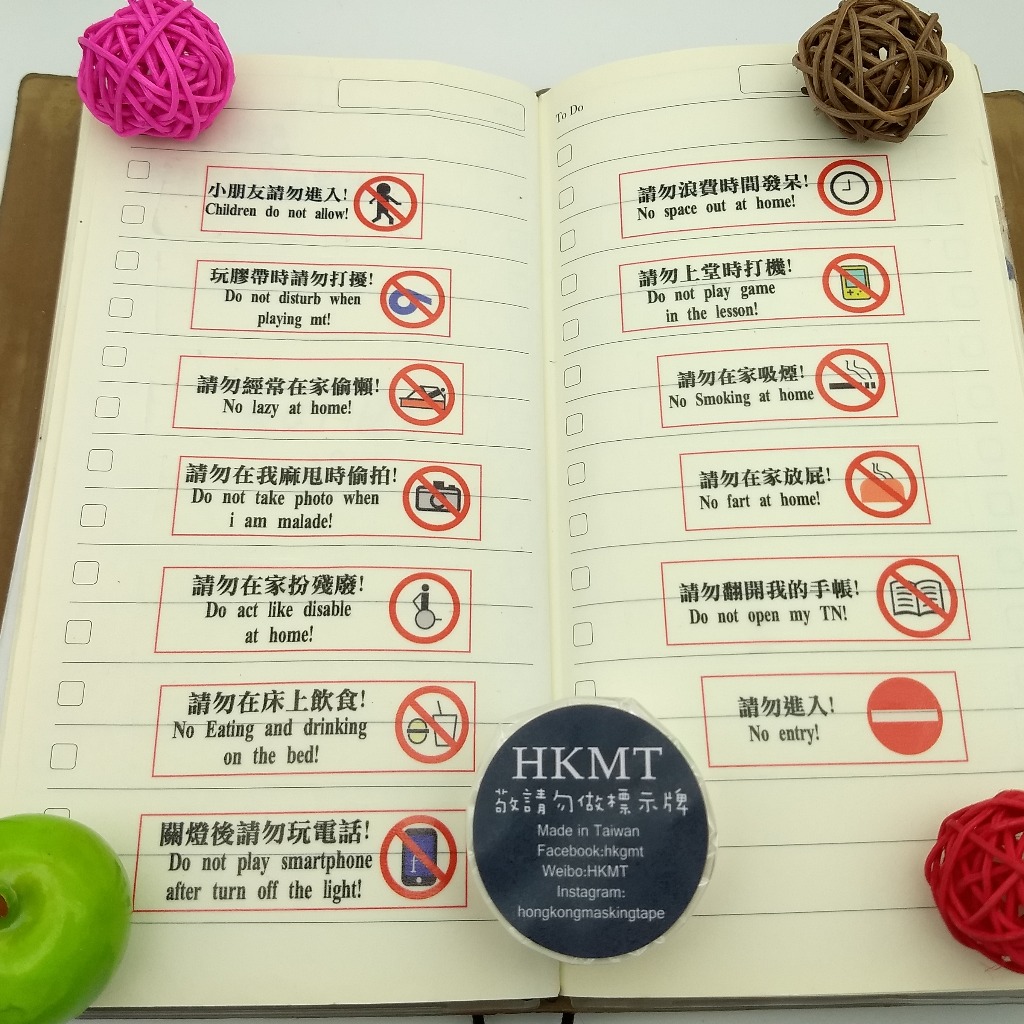 小朋友請勿進入!
Children do not allow!
玩膠帶時請勿打擾!
Do not disturb when
playing mt!
請勿經常在家偷懶!
No lazy at home!
請勿在我麻甩時偷拍!
Do not take photo when
i am malade!
請勿在家扮殘廢!
Do act like disable
at home!
請勿在床上飲食!
No Eating and drinking
on the bed!
關燈後請勿玩電話!
Do not play smartphone
after turn off the light!
f
To Do
請勿浪費時間發呆!
No space out at home!
請勿上堂時打機!
Do not play game
in the lesson!
請勿在家吸煙!
No Smoking at home
請勿在家放屁!
No fart at home!
請勿翻開我的手帳!
Do not open my TN!
請勿進入!
No entry!
HKMT
敬請勿做標示牌
Made in Taiwan
Facebook:hkgmt
Weibo:HKMT
Instagram:
hongkongmaskingtape